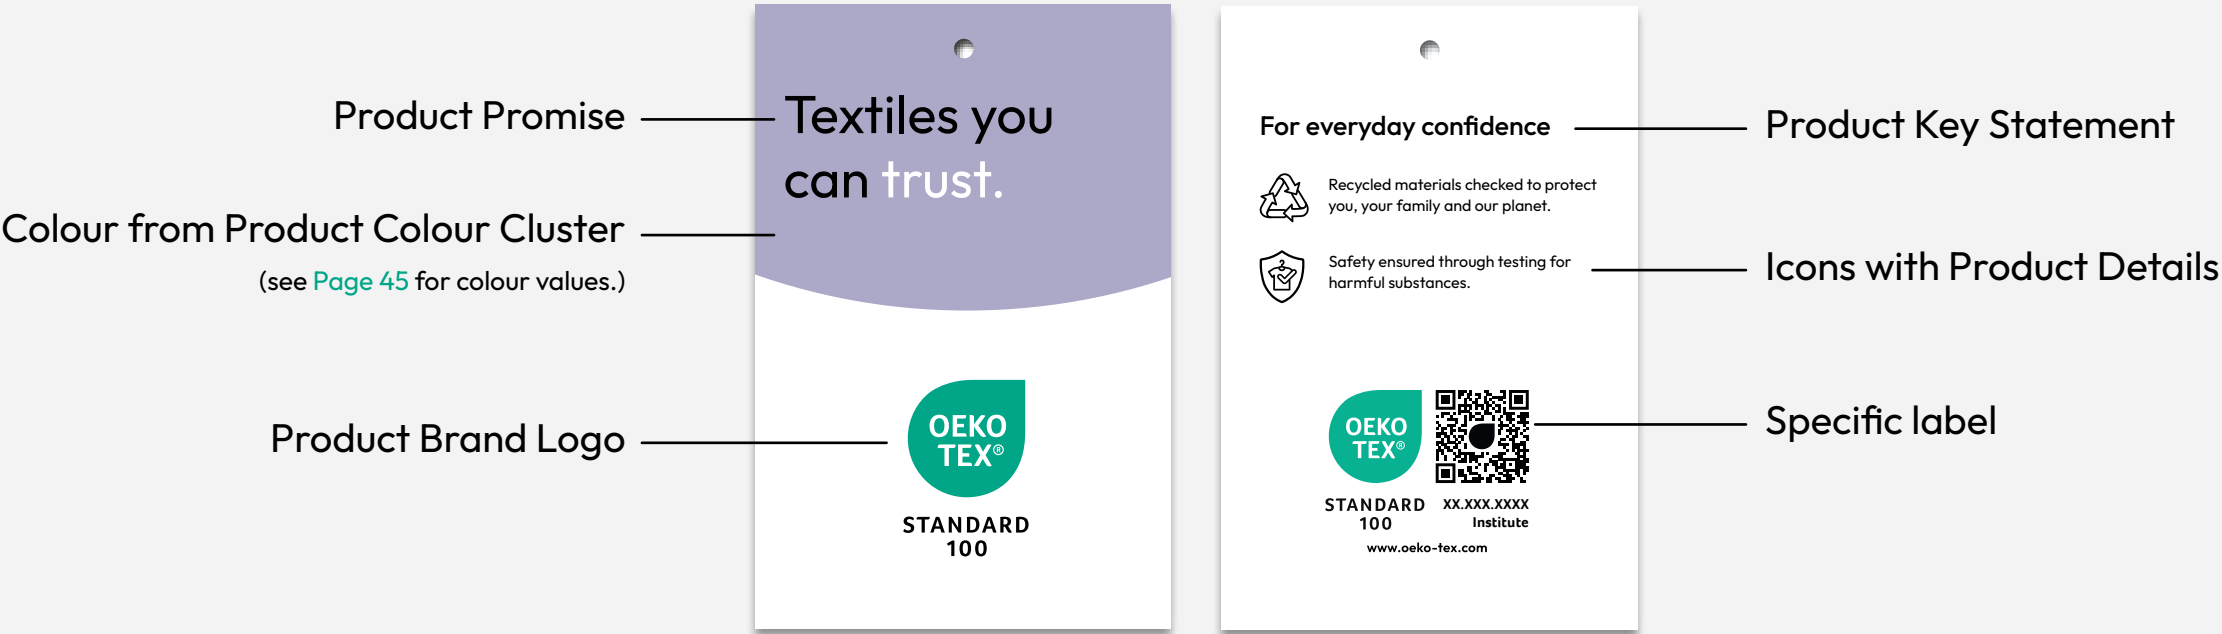 Product Promise
Colour from Product Colour Cluster
(see Page 45 for colour values.)
Product Brand Logo
Textiles you
can trust.
OEKO
TEX®
STANDARD
100
For everyday confidence
Recycled materials checked to protect
you, your family and our planet.
Safety ensured through testing for
harmful substances.
OEKO
TEX®
STANDARD
100
XX.XXX.XXXX
Institute
www.oeko-tex.com
Product Key Statement
Icons with Product Details
Specific label